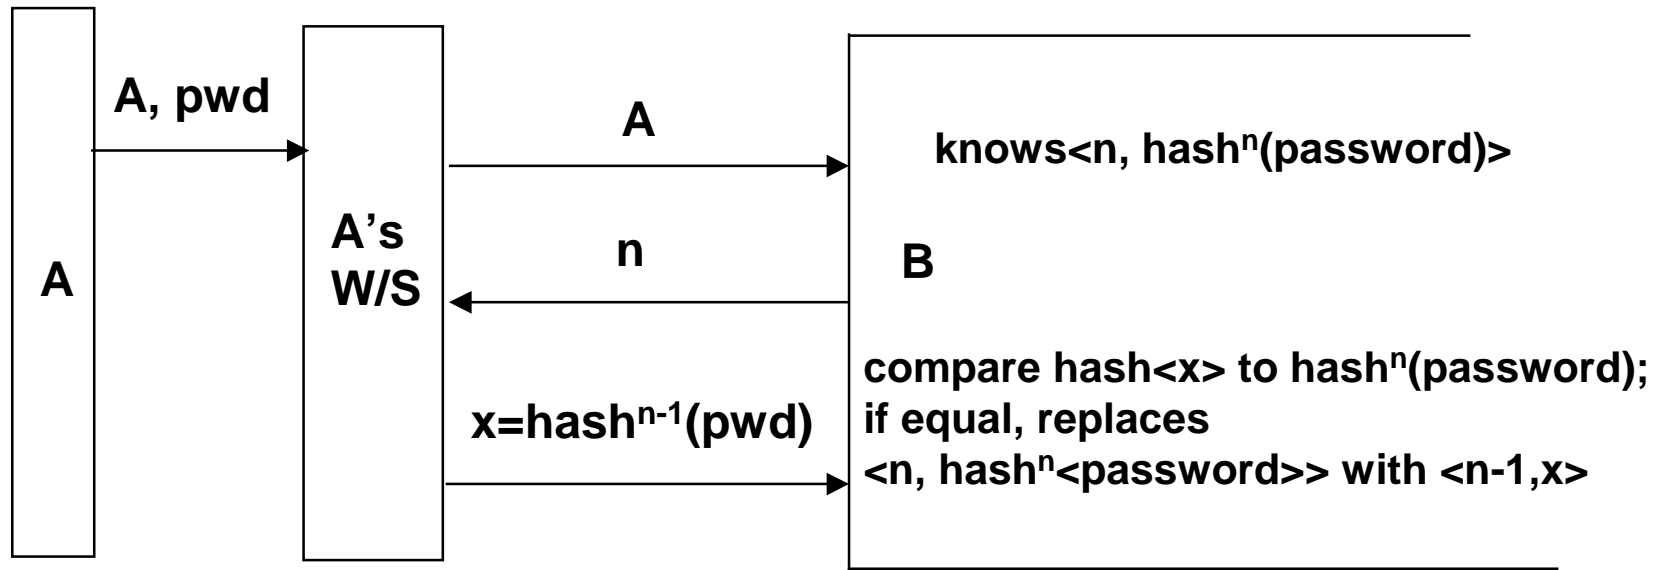 A
A, pwd
A's
W/S
A
n
x=hashⁿ⁻¹(pwd)
knows<n, hashⁿ(password)>
B
compare hash<x> to hashⁿ(password);
if equal, replaces
<n, hashⁿ<password>> with <n-1,x>